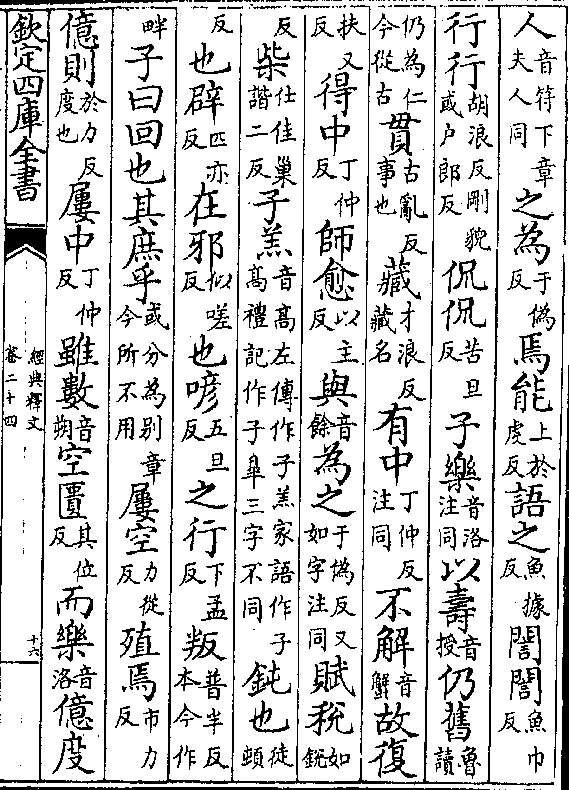 人音符下章夫人同之為于偽反焉能上於虔反語之魚據反誾誾魚巾反
行行胡浪反剛貌或户郎反侃侃苦旦反子樂音洛注同以壽音授仍舊魯讀
仍為仁今從古貫古亂反事也藏才浪反藏名有中丁仲反注同不解音蟹故復
扶又反得中丁仲反師愈以主反與音餘為之于偽反又如字注同賦稅如銳
反柴仕佳巢諧二反子羔音髙左傳作子羔家語作子髙禮記作子臯三字不同鈍也徒頓
反也辟匹亦反在邪似嗟反也喭五旦反之行下孟反叛普半反本今作
畔子曰回也其庶乎或分為别章今所不用屢空力從反殖焉市力反
億則於力反度也屢中丁仲反雖數音朔空匱其位反而樂音洛億度
欽定四庫全書
經典釋文
卷二十四
十六